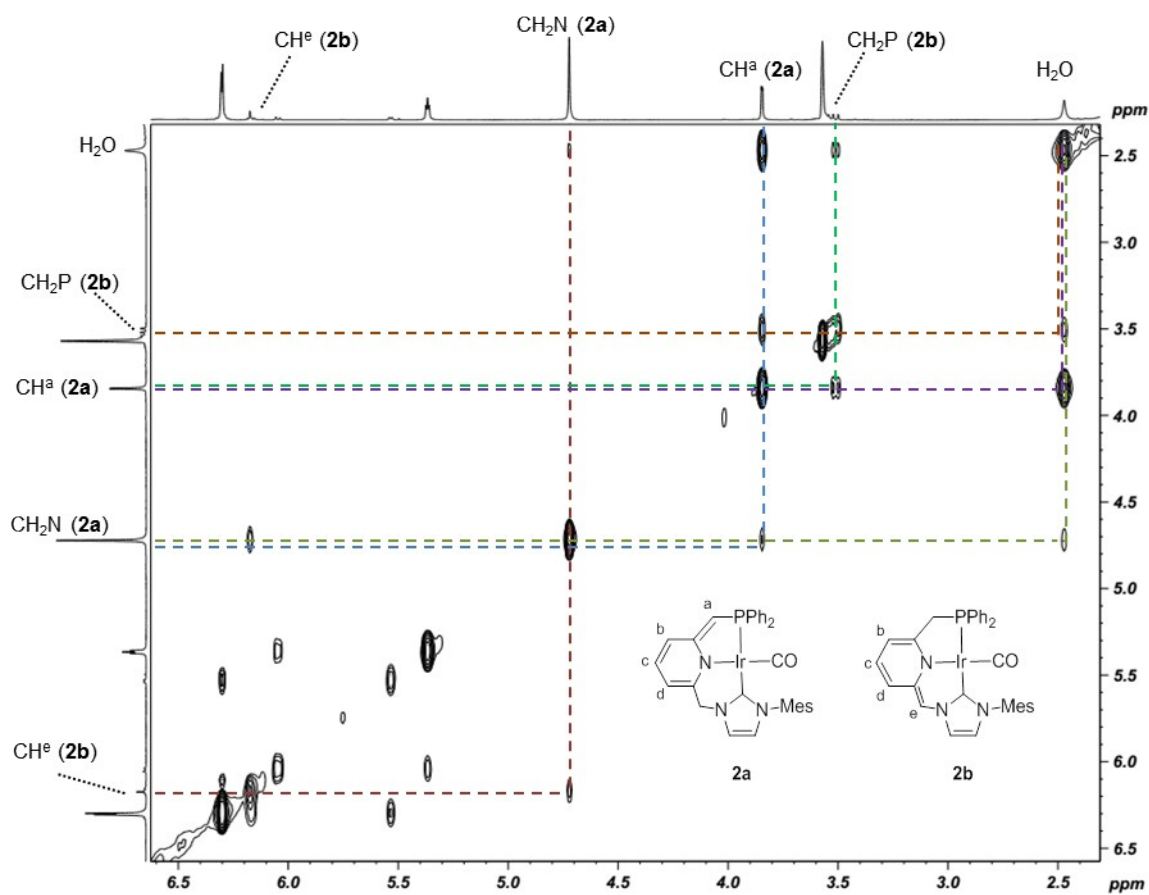 CH₂N (2a)
CHᵉ (2b)
CH₂P (2b)
CHᵃ (2a)
H₂O
ppm
H₂O
2.5
3.0
CH₂P (2b)
3.5
CHᵃ (2a)
4.0
4.5
CH₂N (2a)
5.0
a
PPh₂
b
c
N
Ir
CO
d
N
N
Mes
2a
PPh₂
b
c
N
Ir
CO
d
e
N
N
Mes
2b
5.5
CHᵉ (2b)
6.0
6.5
6.5 6.0 5.5 5.0 4.5 4.0 3.5 3.0 2.5 ppm